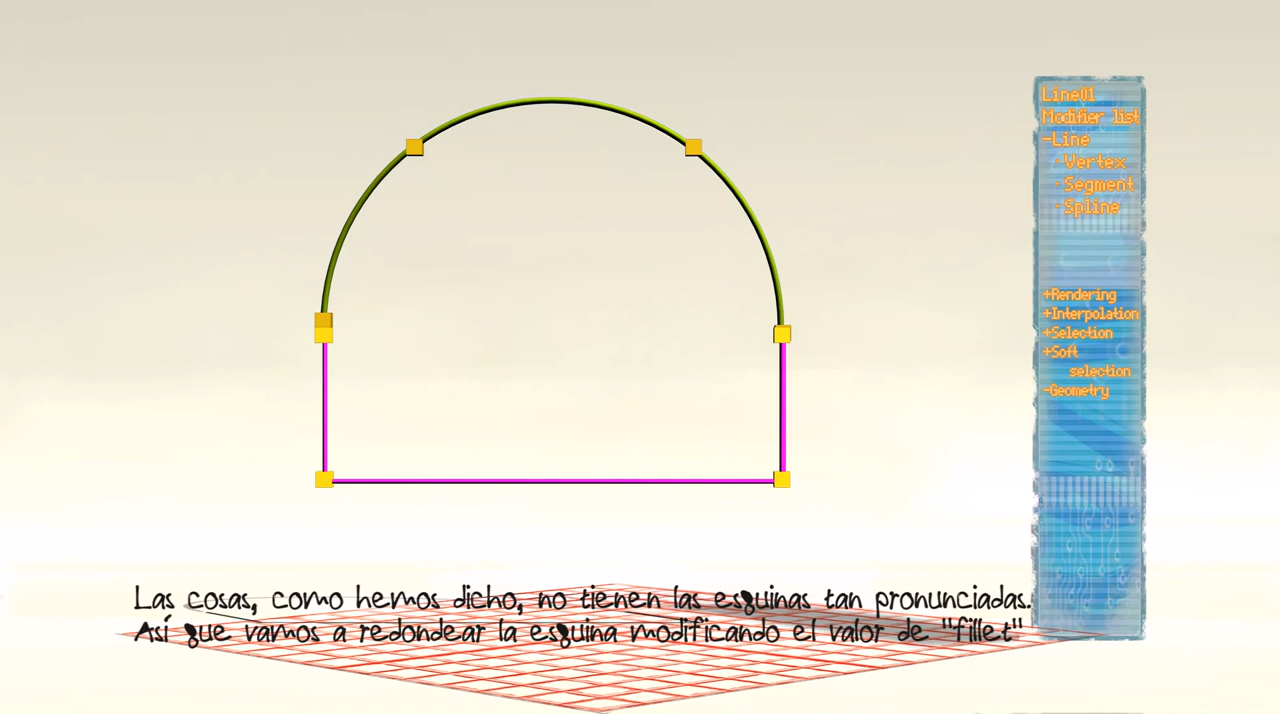 Line01
Modifier list
-Line
·Vertex
·Segment
·Spline
+Rendering
+Interpolation
+Selection
+Soft
selection
-Geometry
Las cosas, como hemos dicho, no tienen las esquinas tan pronunciadas.
Así que vamos a redondear la esquina modificando el valor de "fillet"